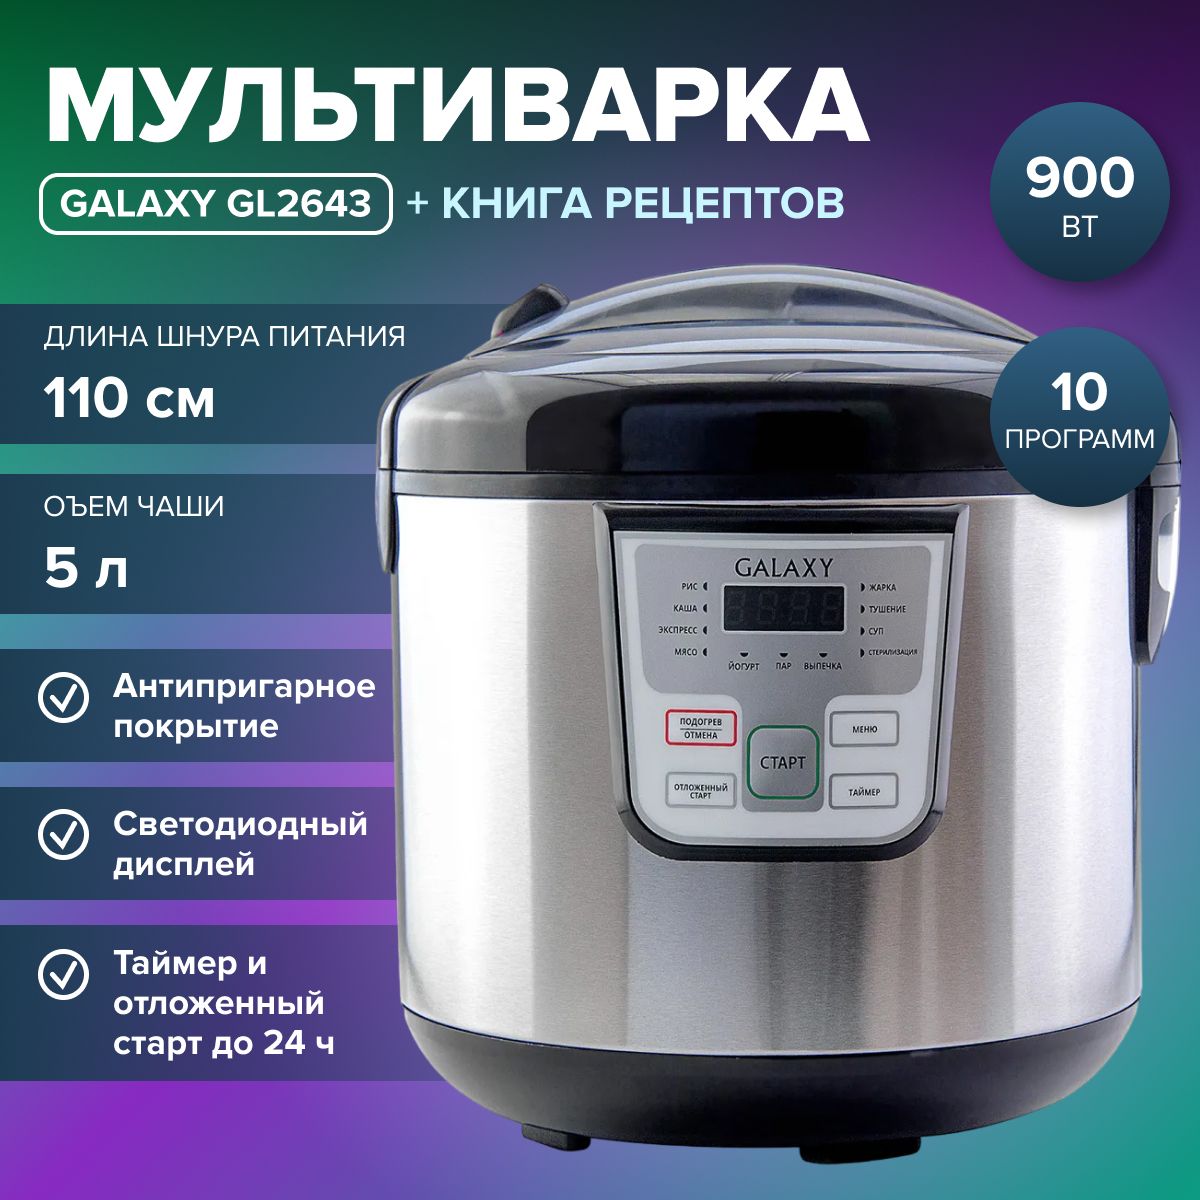 МУЛЬТИВАРКА
GALAXY GL2643 + КНИГА РЕЦЕПТОВ
900
ВТ
ДЛИНА ШНУРА ПИТАНИЯ
110 см
10
ПРОГРАММ
ОЪЕМ ЧАШИ
5 л
Антипригарное
покрытие
Светодиодный
дисплей
Таймер и
отложенный
старт до 24 ч
GALAXY
РИС
КАША
ЭКСПРЕСС
МЯСО
ЙОГУРТ ПАР ВЫПЕЧКА
ЖАРКА
ТУШЕНИЕ
СУП
СТЕРИЛИЗАЦИЯ
ПОДОГРЕВ
ОТМЕНА
СТАРТ
МЕНЮ
ОТЛОЖЕННЫЙ
СТАРТ
ТАЙМЕР